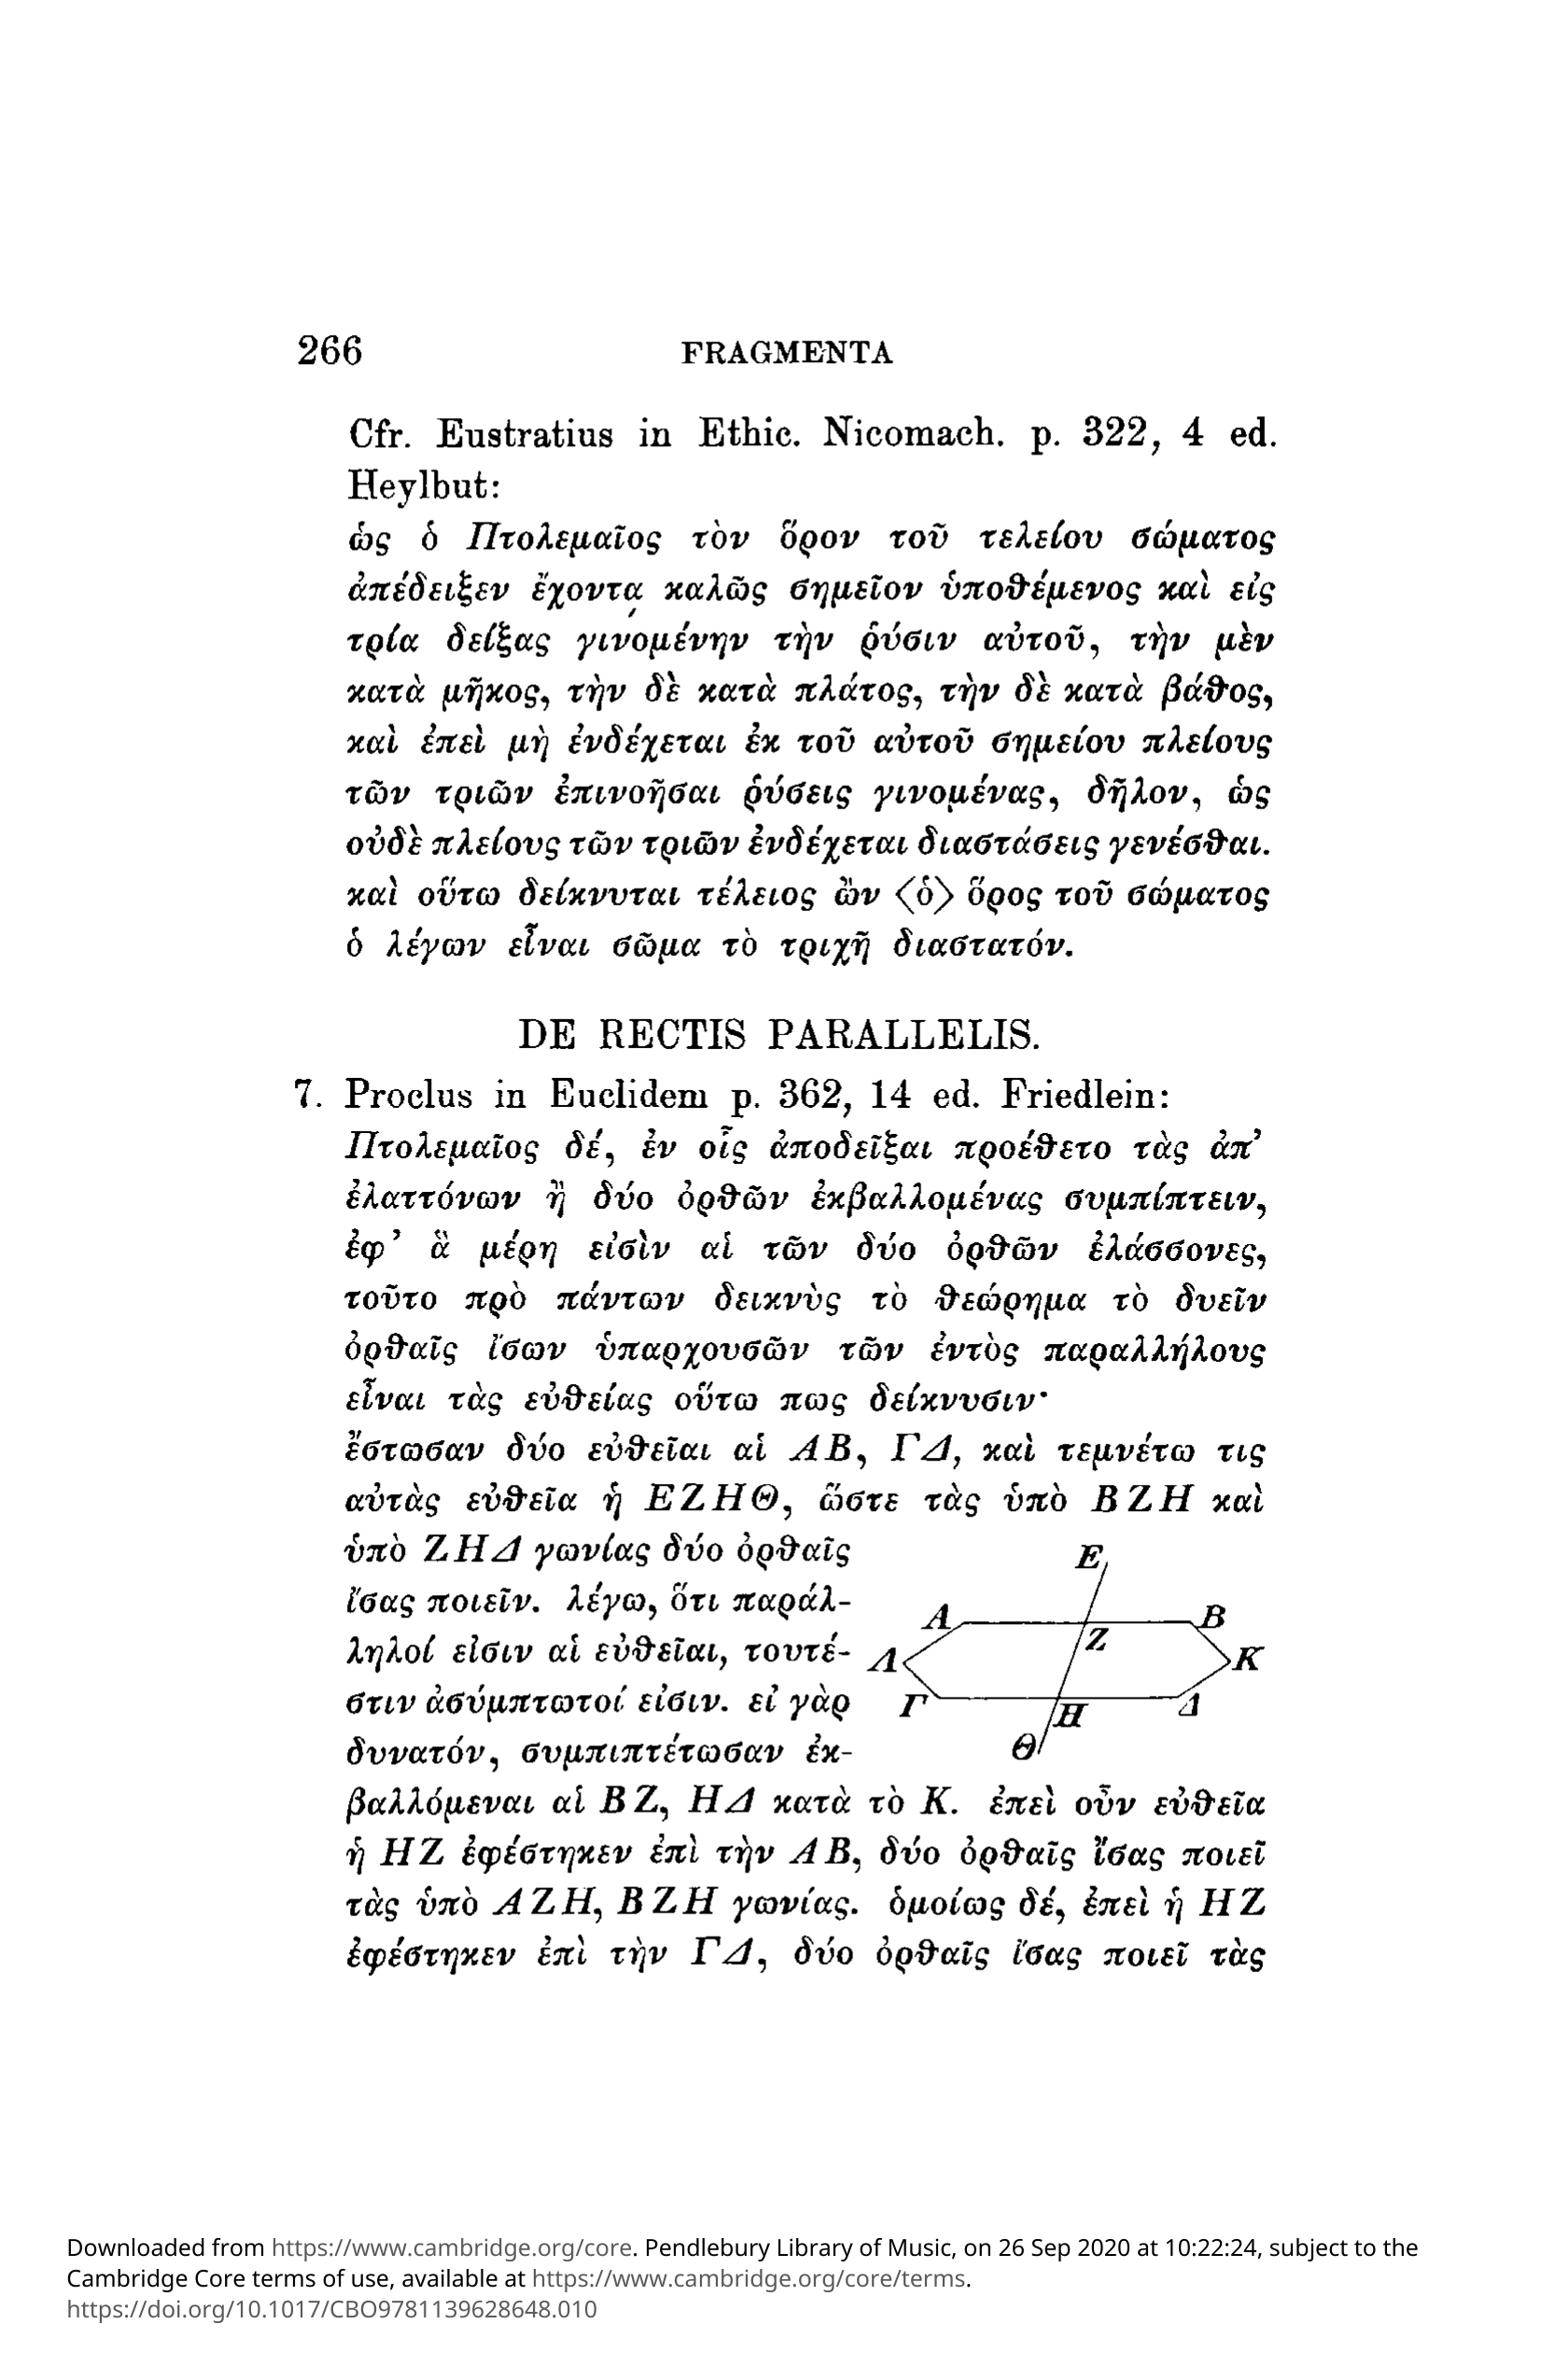 266 FRAGMENTA
Cfr. Eustratius in Ethic. Nicomach. p. 322, 4 ed.
Heylbut:
ὡς ὁ Πτολεμαῖος τὸν ὅρον τοῦ τελείου σώματος
ἀπέδειξεν ἔχοντα καλῶς σημεῖον ὑποθέμενος καὶ εἰς
τρία δείξας γινομένην τὴν ῥύσιν αὐτοῦ, τὴν μὲν
κατὰ μῆκος, τὴν δὲ κατὰ πλάτος, τὴν δὲ κατὰ βάθος,
καὶ ἐπεὶ μὴ ἐνδέχεται ἐκ τοῦ αὐτοῦ σημείου πλείους
τῶν τριῶν ἐπινοῆσαι ῥύσεις γινομένας, δῆλον, ὡς
οὐδὲ πλείους τῶν τριῶν ἐνδέχεται διαστάσεις γενέσθαι.
καὶ οὕτω δείκνυται τέλειος ὢν ⟨ὁ⟩ ὅρος τοῦ σώματος
ὁ λέγων εἶναι σῶμα τὸ τριχῆ διαστατόν.
DE RECTIS PARALLELIS.
7. Proclus in Euclidem p. 362, 14 ed. Friedlein:
Πτολεμαῖος δέ, ἐν οἷς ἀποδεῖξαι προέθετο τὰς ἀπ’
ἐλαττόνων ἢ δύο ὀρθῶν ἐκβαλλομένας συμπίπτειν,
ἐφ’ ἃ μέρη εἰσὶν αἱ τῶν δύο ὀρθῶν ἐλάσσονες,
τοῦτο πρὸ πάντων δεικνὺς τὸ θεώρημα τὸ δυεῖν
ὀρθαῖς ἴσων ὑπαρχουσῶν τῶν ἐντὸς παραλλήλους
εἶναι τὰς εὐθείας οὕτω πως δείκνυσιν·
ἔστωσαν δύο εὐθεῖαι αἱ ΑΒ, ΓΔ, καὶ τεμνέτω τις
αὐτὰς εὐθεῖα ἡ ΕΖΗΘ, ὥστε τὰς ὑπὸ ΒΖΗ καὶ
ὑπὸ ΖΗΔ γωνίας δύο ὀρθαῖς
ἴσας ποιεῖν. λέγω, ὅτι παράλ-
ληλοί εἰσιν αἱ εὐθεῖαι, τουτέ-
στιν ἀσύμπτωτοί εἰσιν. εἰ γὰρ
δυνατόν, συμπιπτέτωσαν ἐκ-
Ε
Α Β
Ζ
Λ Κ
Γ Δ
Η
Θ
βαλλόμεναι αἱ ΒΖ, ΗΔ κατὰ τὸ Κ. ἐπεὶ οὖν εὐθεῖα
ἡ ΗΖ ἐφέστηκεν ἐπὶ τὴν ΑΒ, δύο ὀρθαῖς ἴσας ποιεῖ
τὰς ὑπὸ ΑΖΗ, ΒΖΗ γωνίας. ὁμοίως δέ, ἐπεὶ ἡ ΗΖ
ἐφέστηκεν ἐπὶ τὴν ΓΔ, δύο ὀρθαῖς ἴσας ποιεῖ τὰς
Downloaded from https://www.cambridge.org/core. Pendlebury Library of Music, on 26 Sep 2020 at 10:22:24, subject to the
Cambridge Core terms of use, available at https://www.cambridge.org/core/terms.
https://doi.org/10.1017/CBO9781139628648.010